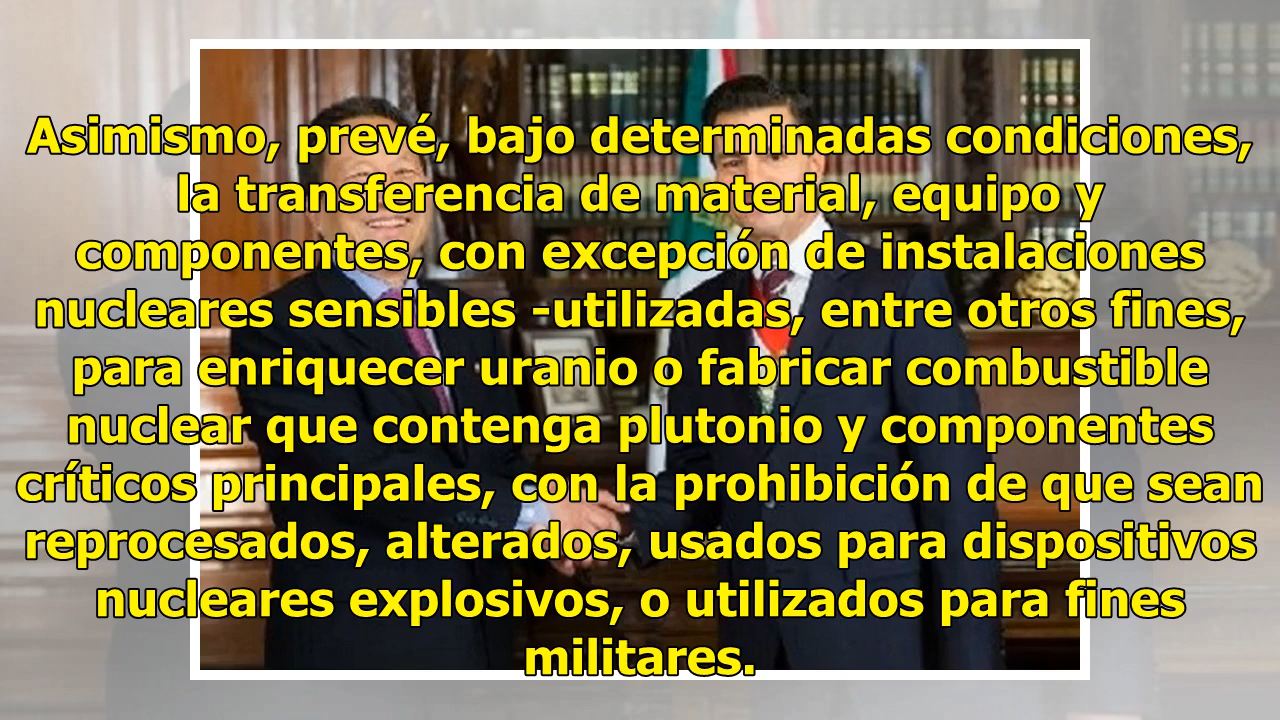 Asimismo, prevé, bajo determinadas condiciones,
la transferencia de material, equipo y
componentes, con excepción de instalaciones
nucleares sensibles -utilizadas, entre otros fines,
para enriquecer uranio o fabricar combustible
nuclear que contenga plutonio y componentes
críticos principales, con la prohibición de que sean
reprocesados, alterados, usados para dispositivos
nucleares explosivos, o utilizados para fines
militares.